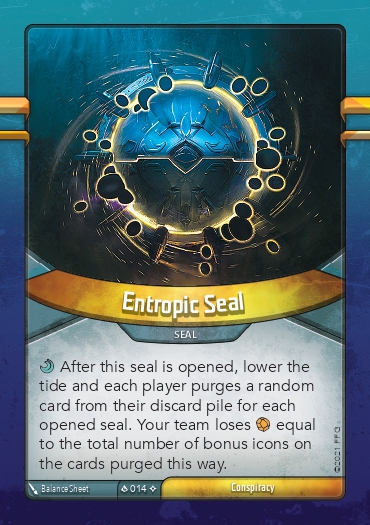 Entropic Seal
SEAL
After this seal is opened, lower the
tide and each player purges a random
card from their discard pile for each
opened seal. Your team loses equal
to the total number of bonus icons on
the cards purged this way.
©2021 FFG
Balance Sheet
014
Conspiracy